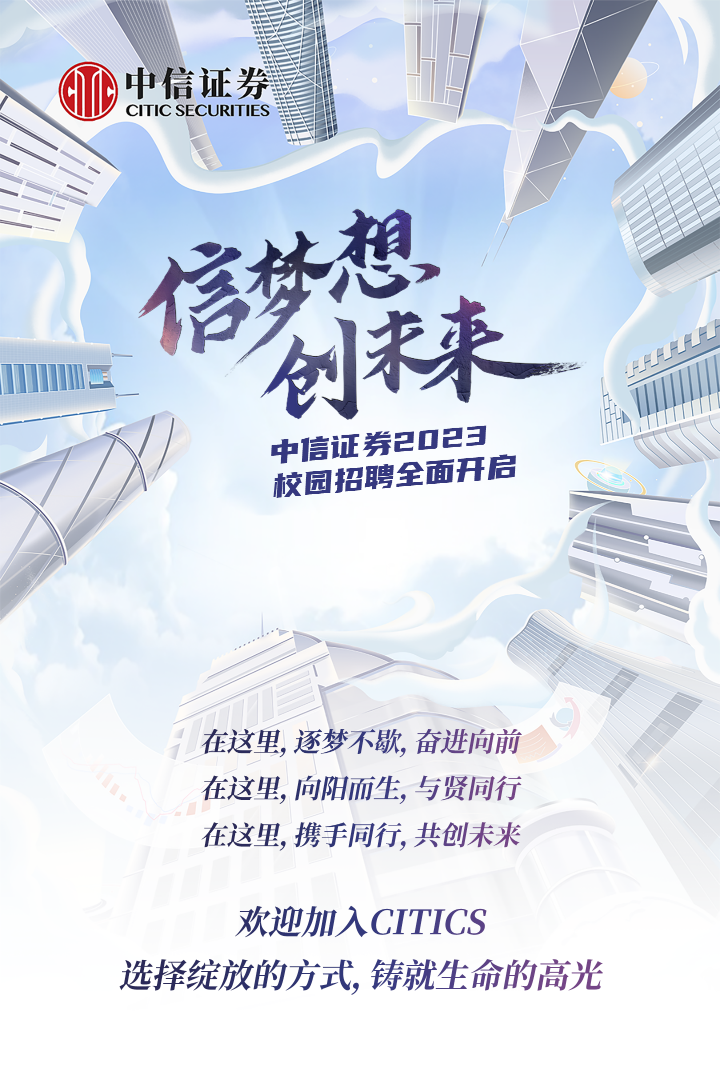 中信证券
CITIC SECURITIES
信梦想
创未来
中信证券2023
校园招聘全面开启
在这里, 逐梦不歇, 奋进向前
在这里, 向阳而生, 与贤同行
在这里, 携手同行, 共创未来
欢迎加入CITICS
选择绽放的方式, 铸就生命的高光